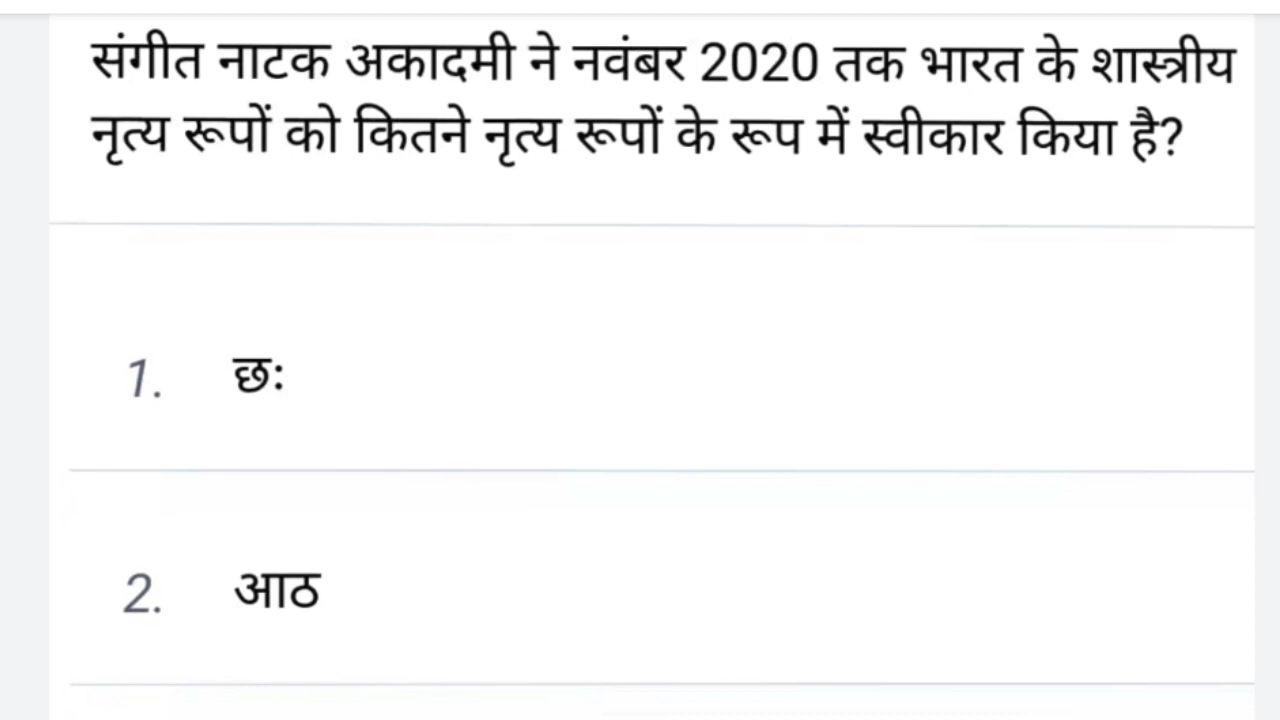 संगीत नाटक अकादमी ने नवंबर 2020 तक भारत के शास्त्रीय
नृत्य रूपों को कितने नृत्य रूपों के रूप में स्वीकार किया है?
1. छः
2. आठ